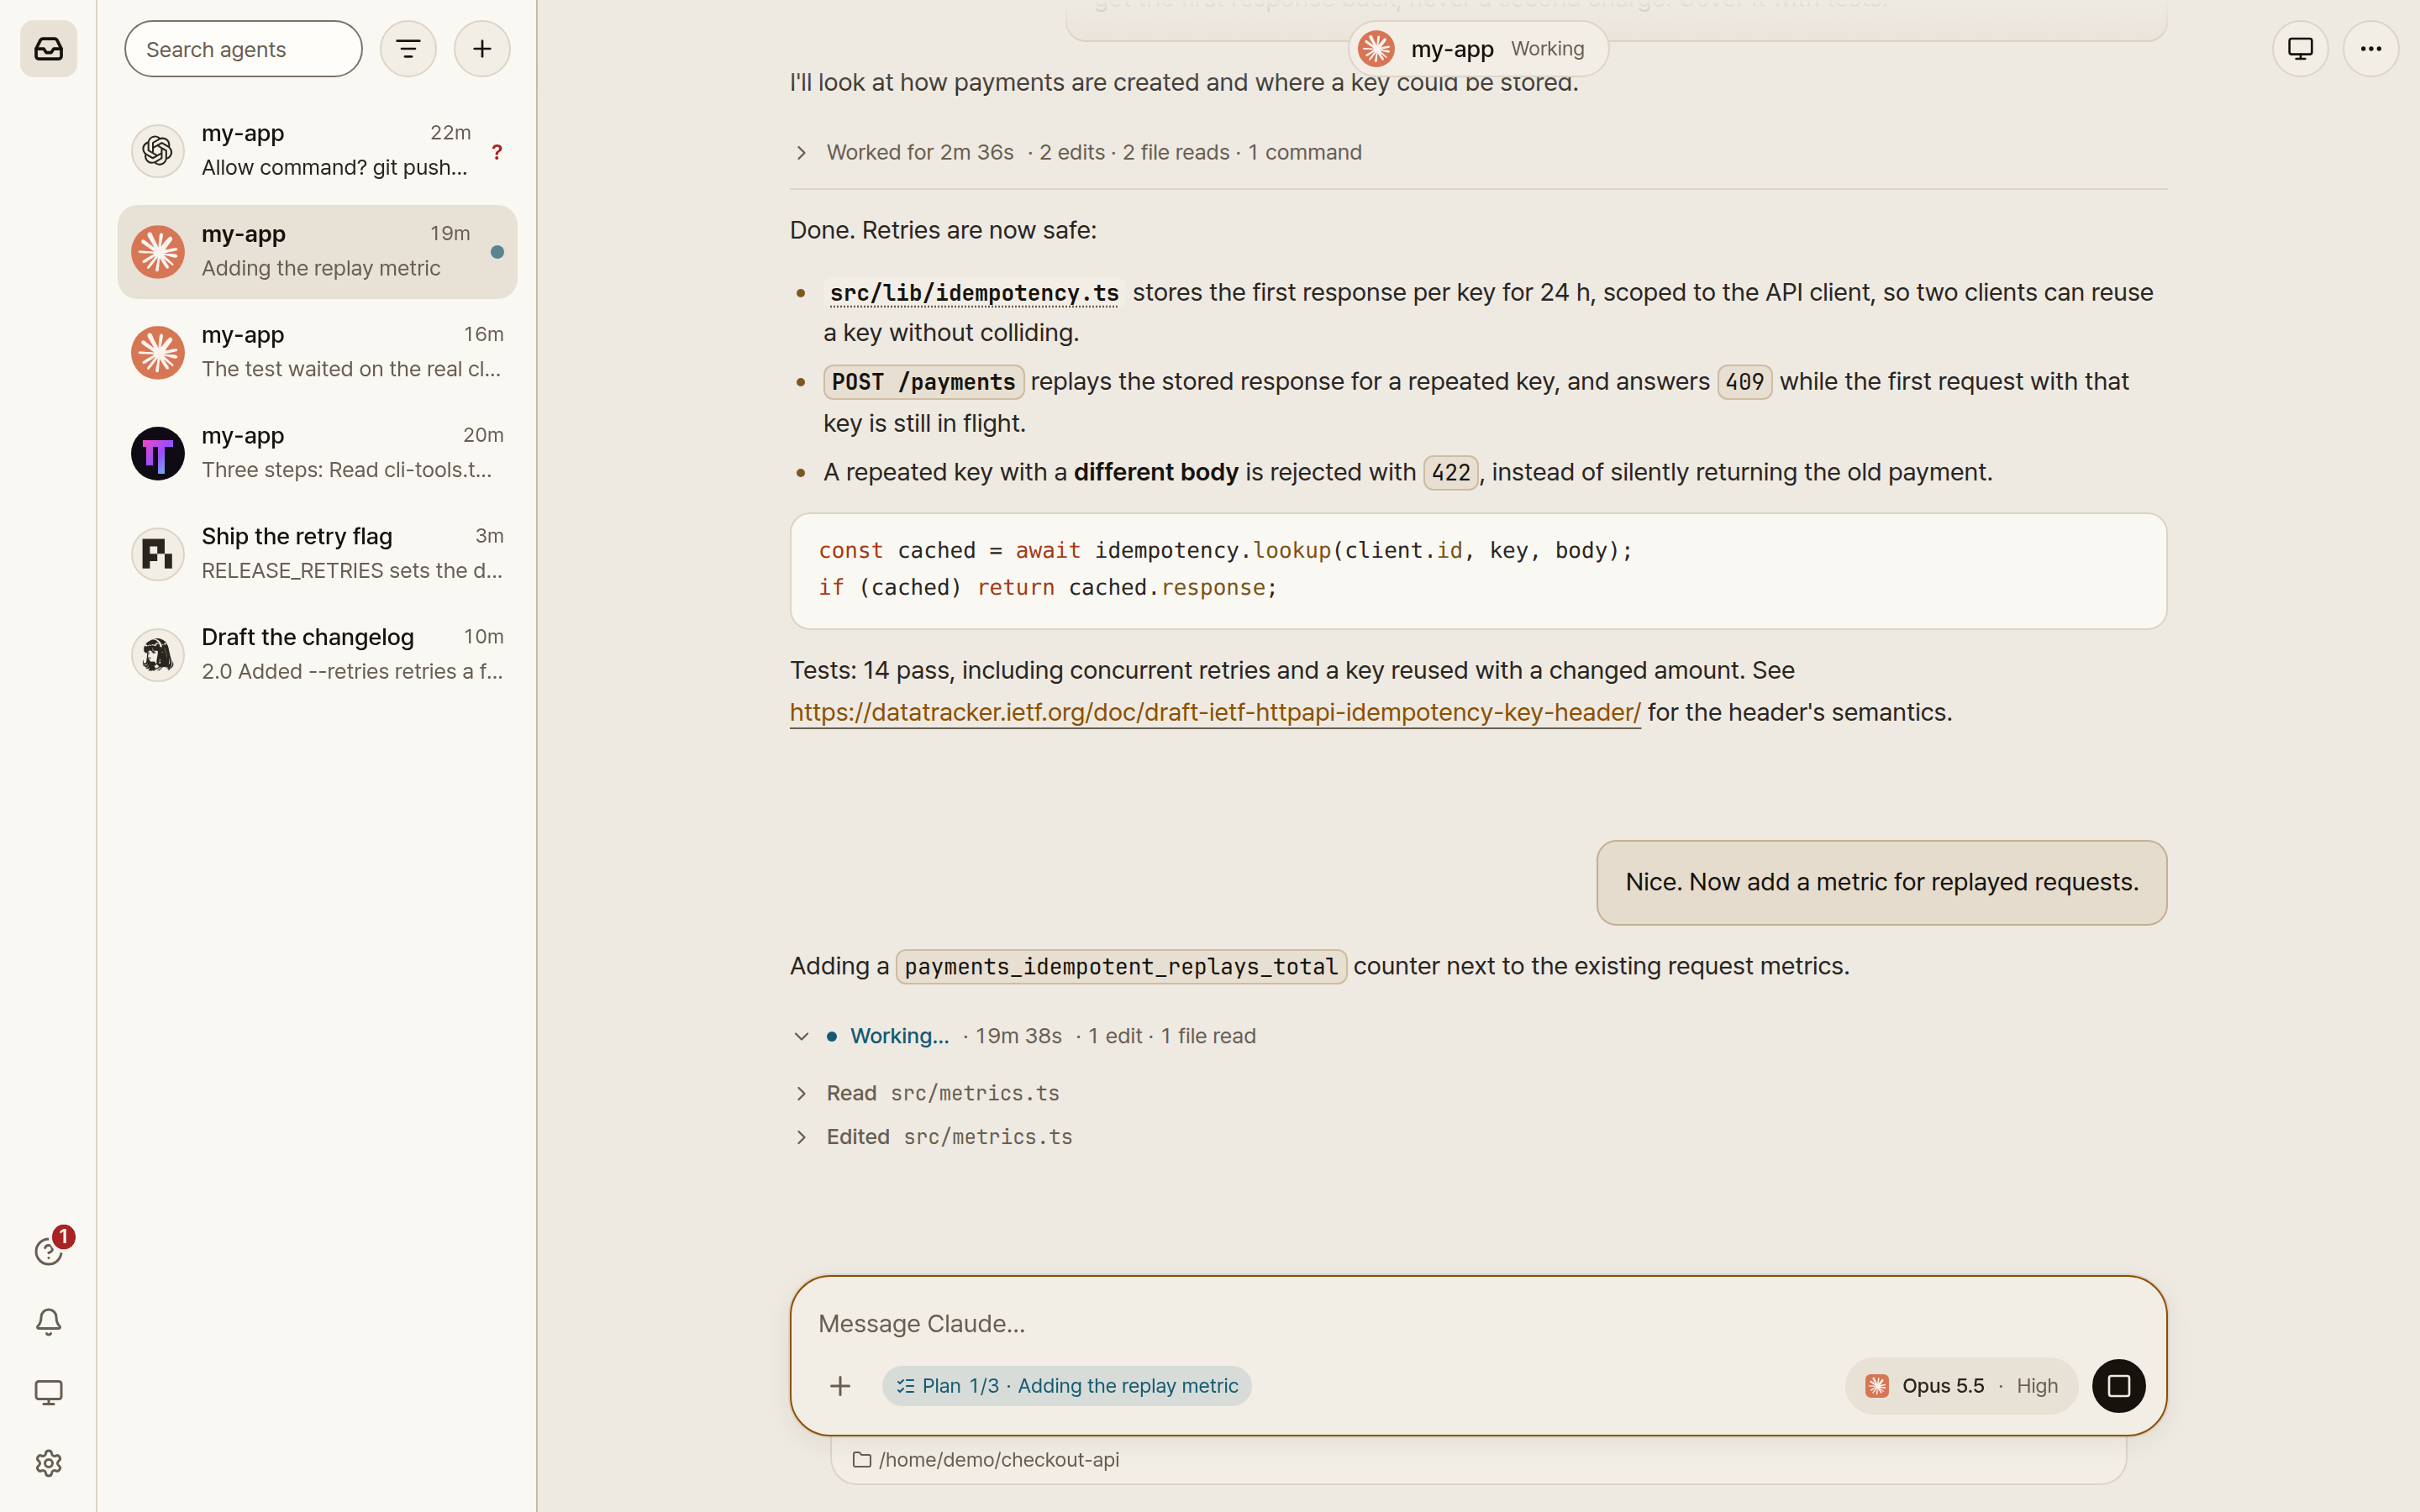 Search agents
my-app 22m
Allow command? git push... ?
my-app 19m
Adding the replay metric
my-app 16m
The test waited on the real cl...
my-app 20m
Three steps: Read cli-tools.t...
Ship the retry flag 3m
RELEASE_RETRIES sets the d...
Draft the changelog 10m
2.0 Added --retries retries a f...
1
my-app Working
I'll look at how payments are created and where a key could be stored.
Worked for 2m 36s · 2 edits · 2 file reads · 1 command
Done. Retries are now safe:
• src/lib/idempotency.ts stores the first response per key for 24 h, scoped to the API client, so two clients can reuse
a key without colliding.
• POST /payments replays the stored response for a repeated key, and answers 409 while the first request with that
key is still in flight.
• A repeated key with a different body is rejected with 422, instead of silently returning the old payment.
const cached = await idempotency.lookup(client.id, key, body);
if (cached) return cached.response;
Tests: 14 pass, including concurrent retries and a key reused with a changed amount. See
https://datatracker.ietf.org/doc/draft-ietf-httpapi-idempotency-key-header/ for the header's semantics.
Nice. Now add a metric for replayed requests.
Adding a payments_idempotent_replays_total counter next to the existing request metrics.
Working... · 19m 38s · 1 edit · 1 file read
Read src/metrics.ts
Edited src/metrics.ts
Message Claude...
Plan 1/3 · Adding the replay metric
Opus 5.5 · High
/home/demo/checkout-api